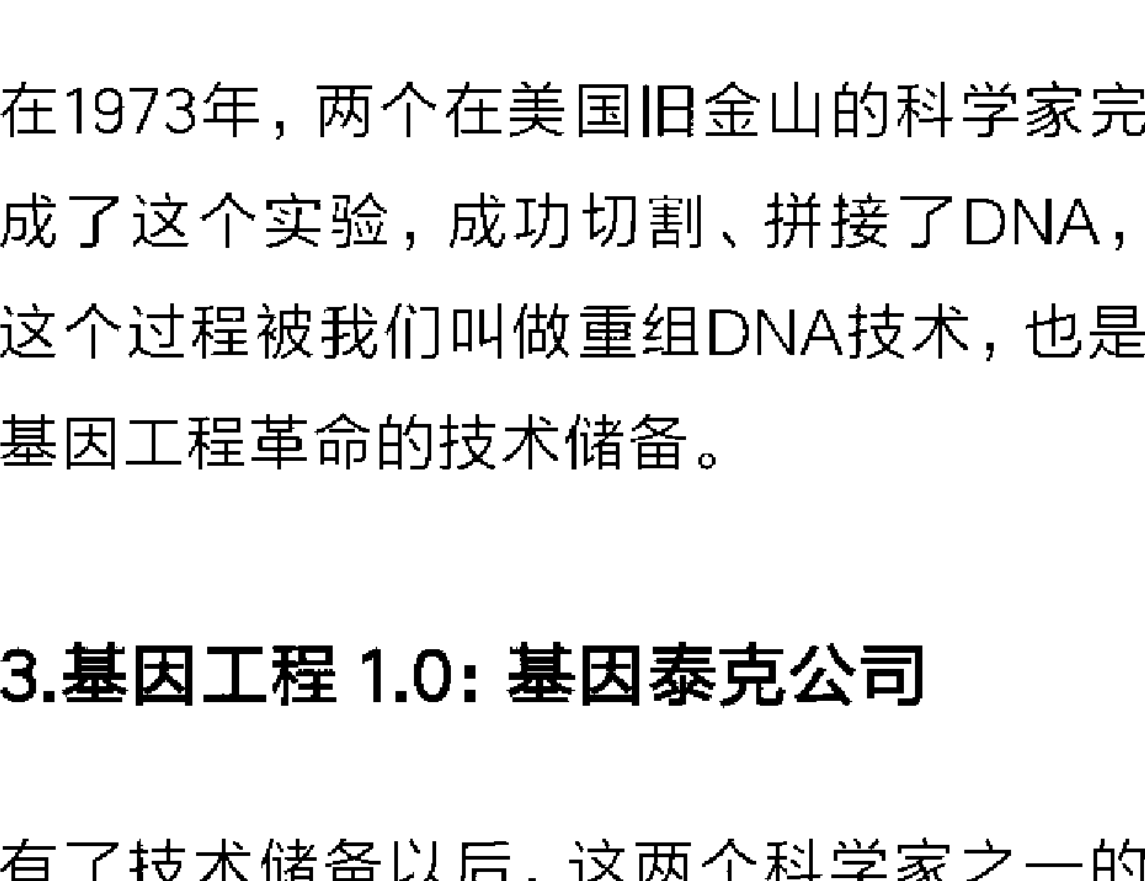 在1973年，两个在美国旧金山的科学家完
成了这个实验，成功切割、拼接了DNA，
这个过程被我们叫做重组DNA技术，也是
基因工程革命的技术储备。
3.基因工程 1.0：基因泰克公司
有了技术储备以后，这两个科学家之一的